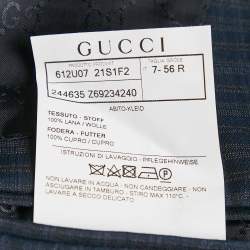 GUCCI
PRODOTTO PRODUCT
TAGLIA GRÖßE
612U07 21S1F2
7- 56 R
244635 Z69234240
ABITO-KLEID
TESSUTO - STOFF
100% LANA / WOLLE
FODERA - FUTTER
100% CUPRO / CUPRO
ISTRUZIONI DI LAVAGGIO - PFLEGEHINWEIS
NON LAVARE IN ACQUA - NON CANDEGGIARE - NON
ASCIUGARE IN TAMBURO - STIRO MAX 110°C -
LAVARE A SECCO DELICATO